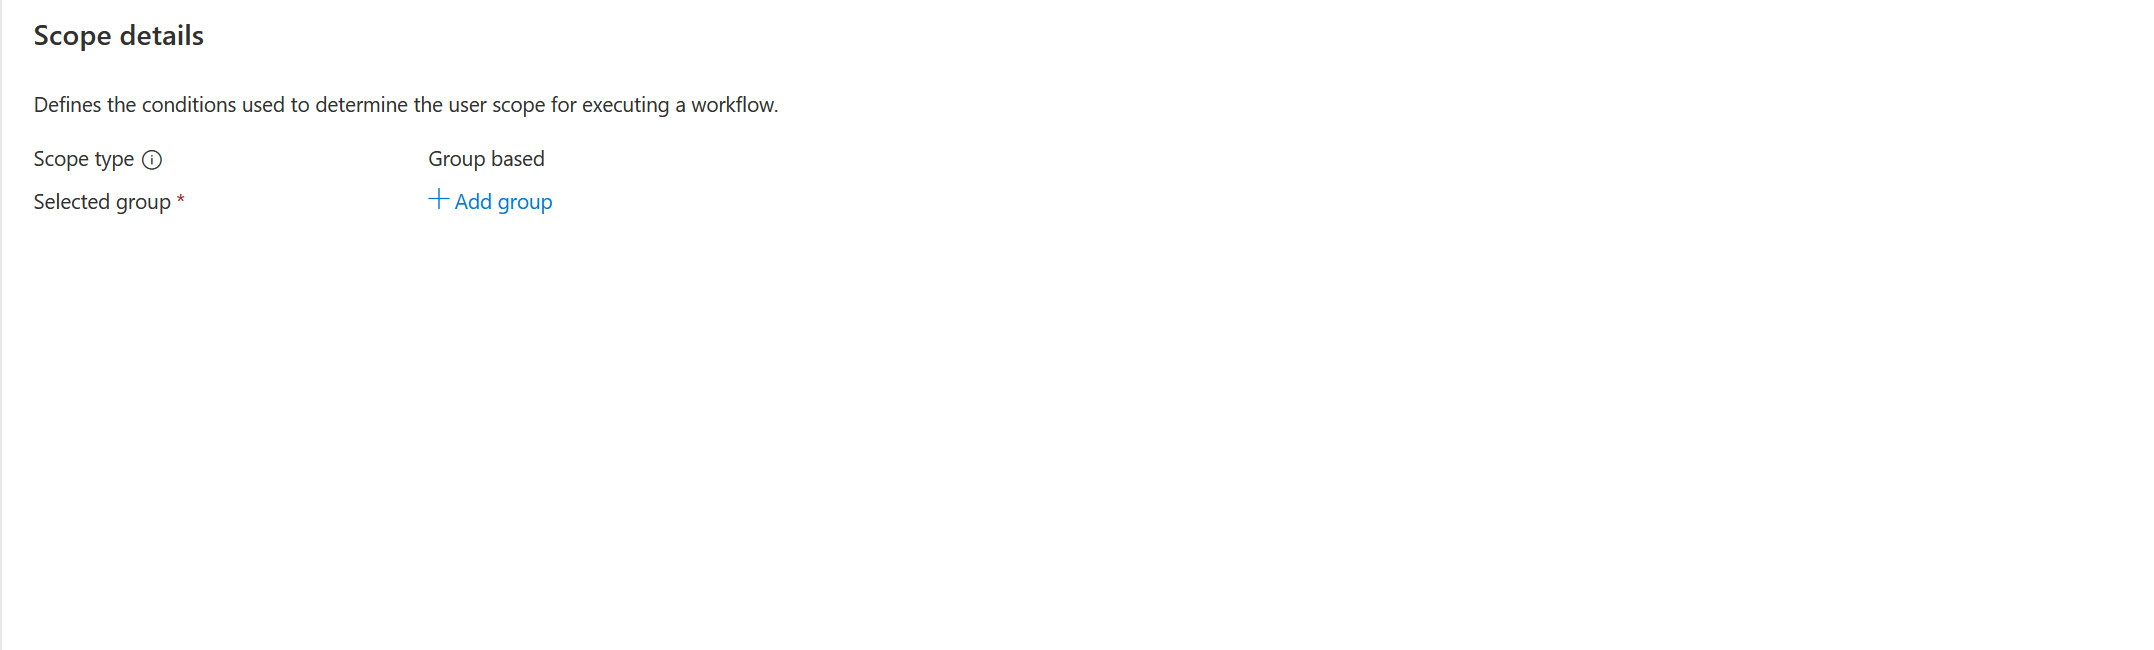 Scope details
Defines the conditions used to determine the user scope for executing a workflow.
Scope type Group based
Selected group * Add group